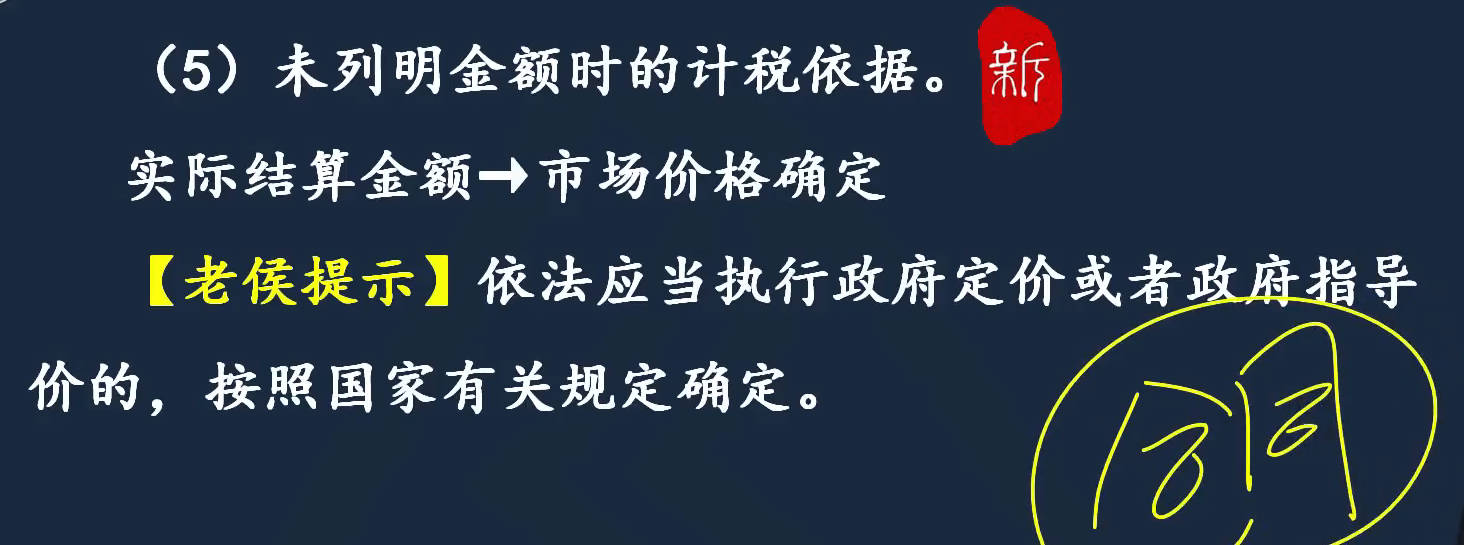 （5）未列明金额时的计税依据。新
实际结算金额→市场价格确定
【老侯提示】依法应当执行政府定价或者政府指导
价的，按照国家有关规定确定。
合同